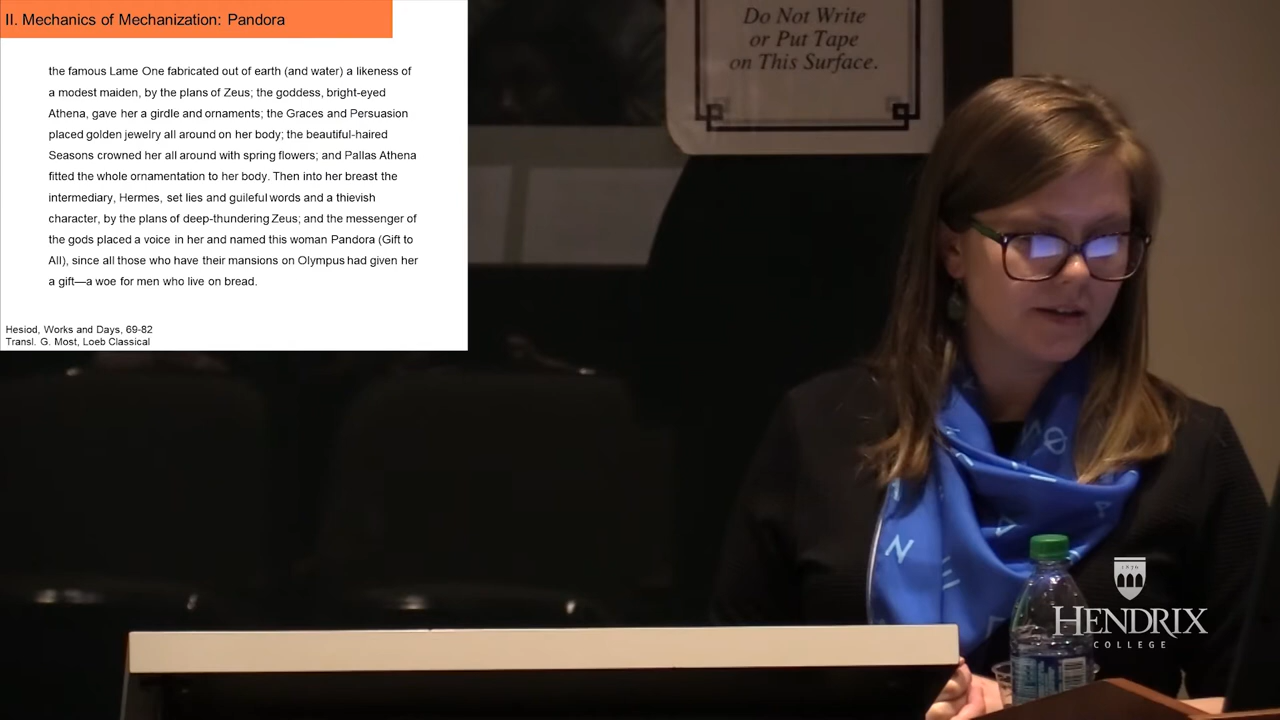 II. Mechanics of Mechanization: Pandora
the famous Lame One fabricated out of earth (and water) a likeness of
a modest maiden, by the plans of Zeus; the goddess, bright-eyed
Athena, gave her a girdle and ornaments; the Graces and Persuasion
placed golden jewelry all around on her body; the beautiful-haired
Seasons crowned her all around with spring flowers; and Pallas Athena
fitted the whole ornamentation to her body. Then into her breast the
intermediary, Hermes, set lies and guileful words and a thievish
character, by the plans of deep-thundering Zeus; and the messenger of
the gods placed a voice in her and named this woman Pandora (Gift to
All), since all those who have their mansions on Olympus had given her
a gift—a woe for men who live on bread.
Hesiod, Works and Days, 69-82
Transl. G. Most, Loeb Classical
Do Not Write
or Put Tape
on This Surface.
1876
HENDRIX
COLLEGE